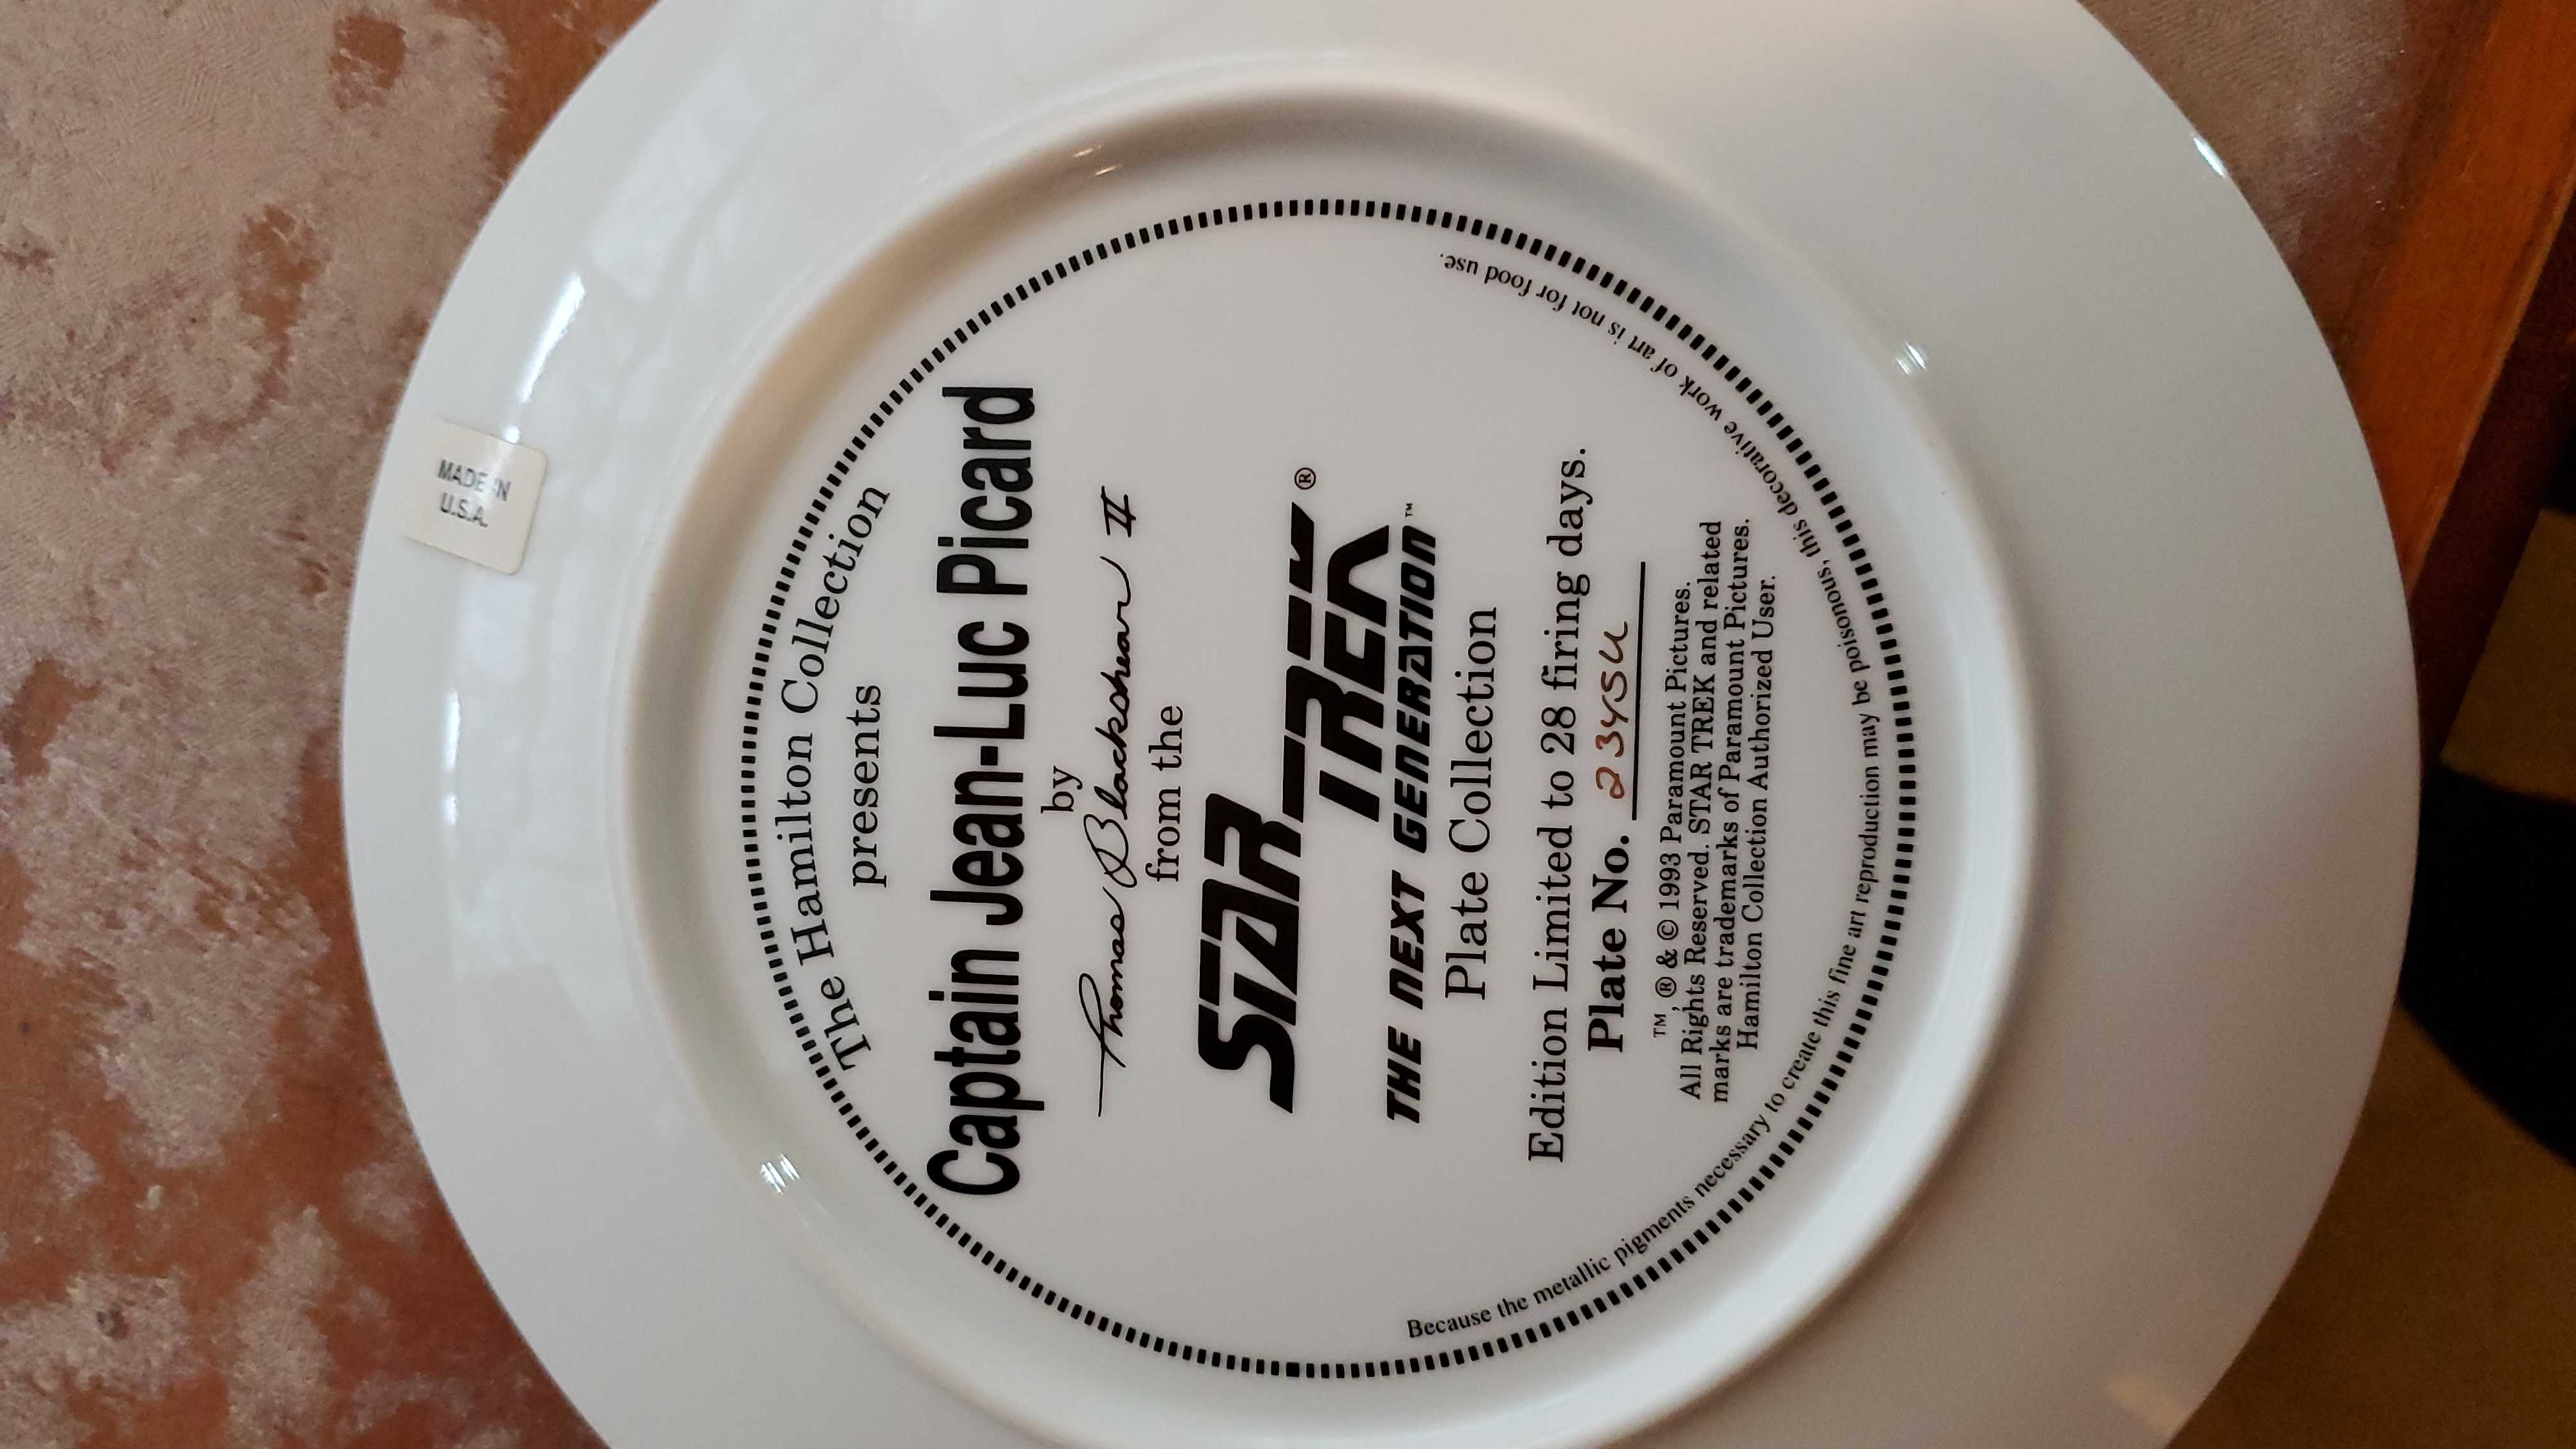 The Hamilton Collection
presents
Captain Jean-Luc Picard
by
Thomas Blackshear II
from the
STAR TREK®
THE NEXT GENERATION™
Plate Collection
Edition Limited to 28 firing days.
Plate No. 2345U
™, ® & © 1993 Paramount Pictures.
All Rights Reserved. STAR TREK and related
marks are trademarks of Paramount Pictures.
Hamilton Collection Authorized User.
Because the metallic pigments necessary to create this fine art reproduction may be poisonous, this decorative work of art is not for food use.
MADE IN
U.S.A.